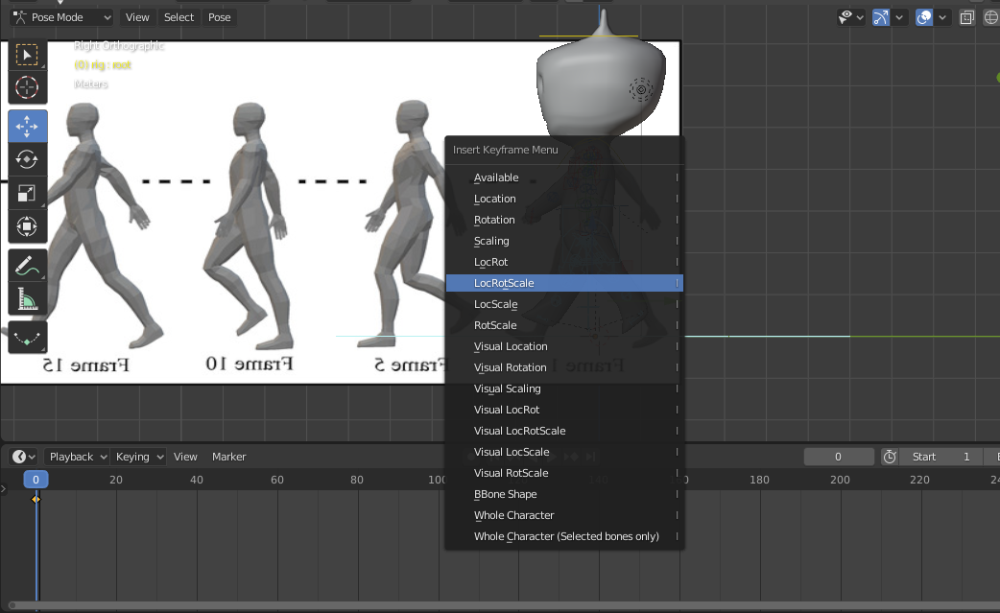 Pose Mode View Select Pose
Right Orthographic
(0) rig : root
Meters
Insert Keyframe Menu
Available I
Location I
Rotation I
Scaling I
LocRot I
LocRotScale I
LocScale I
RotScale I
Visual Location I
Visual Rotation I
Visual Scaling I
Visual LocRot I
Visual LocRotScale I
Visual LocScale I
Visual RotScale I
BBone Shape I
Whole Character I
Whole Character (Selected bones only) I
Frame 15 Frame 10 Frame 5 Frame 1
Playback Keying View Marker 0 Start 1
0 20 40 60 80 100 140 180 200 220